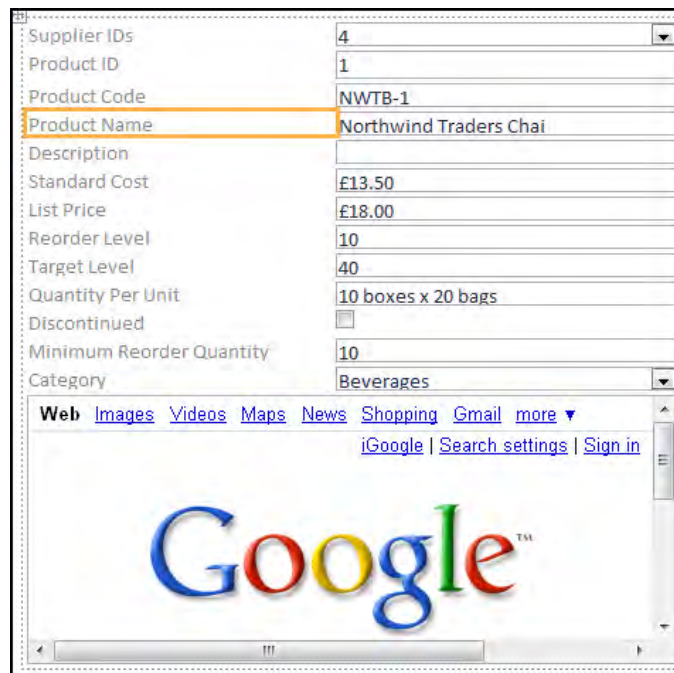 Supplier IDs 4
Product ID 1
Product Code NWTB-1
Product Name Northwind Traders Chai
Description
Standard Cost £13.50
List Price £18.00
Reorder Level 10
Target Level 40
Quantity Per Unit 10 boxes x 20 bags
Discontinued
Minimum Reorder Quantity 10
Category Beverages
Web Images Videos Maps News Shopping Gmail more ▼
iGoogle | Search settings | Sign in
Google™